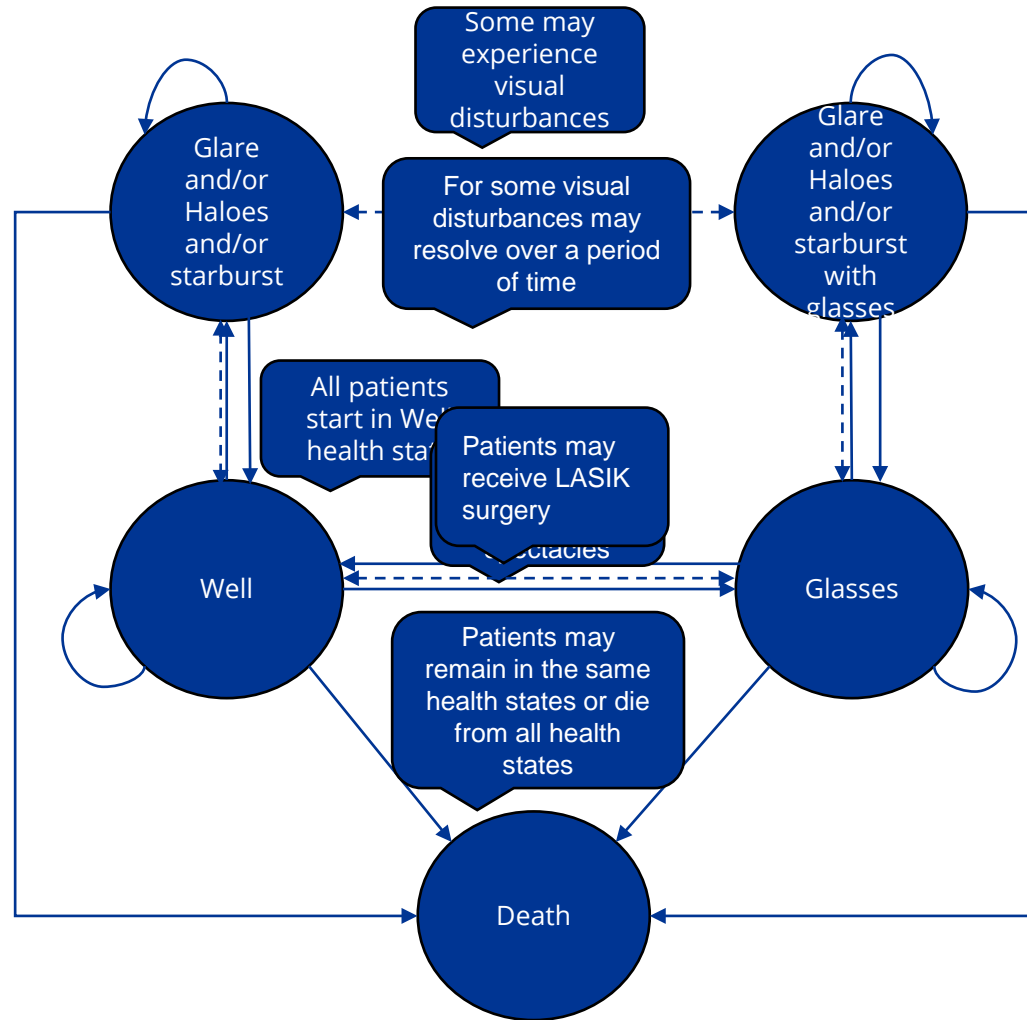 Some may
experience
visual
disturbances
Glare
and/or
Haloes
and/or
starburst
Glare
and/or
Haloes
and/or
starburst
with
glasses
For some visual
disturbances may
resolve over a period
of time
All patients
start in
health
Patients may
receive LASIK
surgery
Well
Glasses
Patients may
remain in the same
health states or die
from all health
states
Death